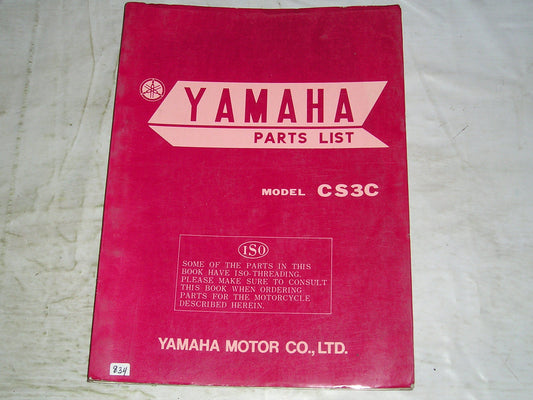 YAMAHA
PARTS LIST
MODEL CS3C
ISO
SOME OF THE PARTS IN THIS
BOOK HAVE ISO-THREADING.
PLEASE MAKE SURE TO CONSULT
THIS BOOK WHEN ORDERING
PARTS FOR THE MOTORCYCLE
DESCRIBED HEREIN.
YAMAHA MOTOR CO., LTD.
834